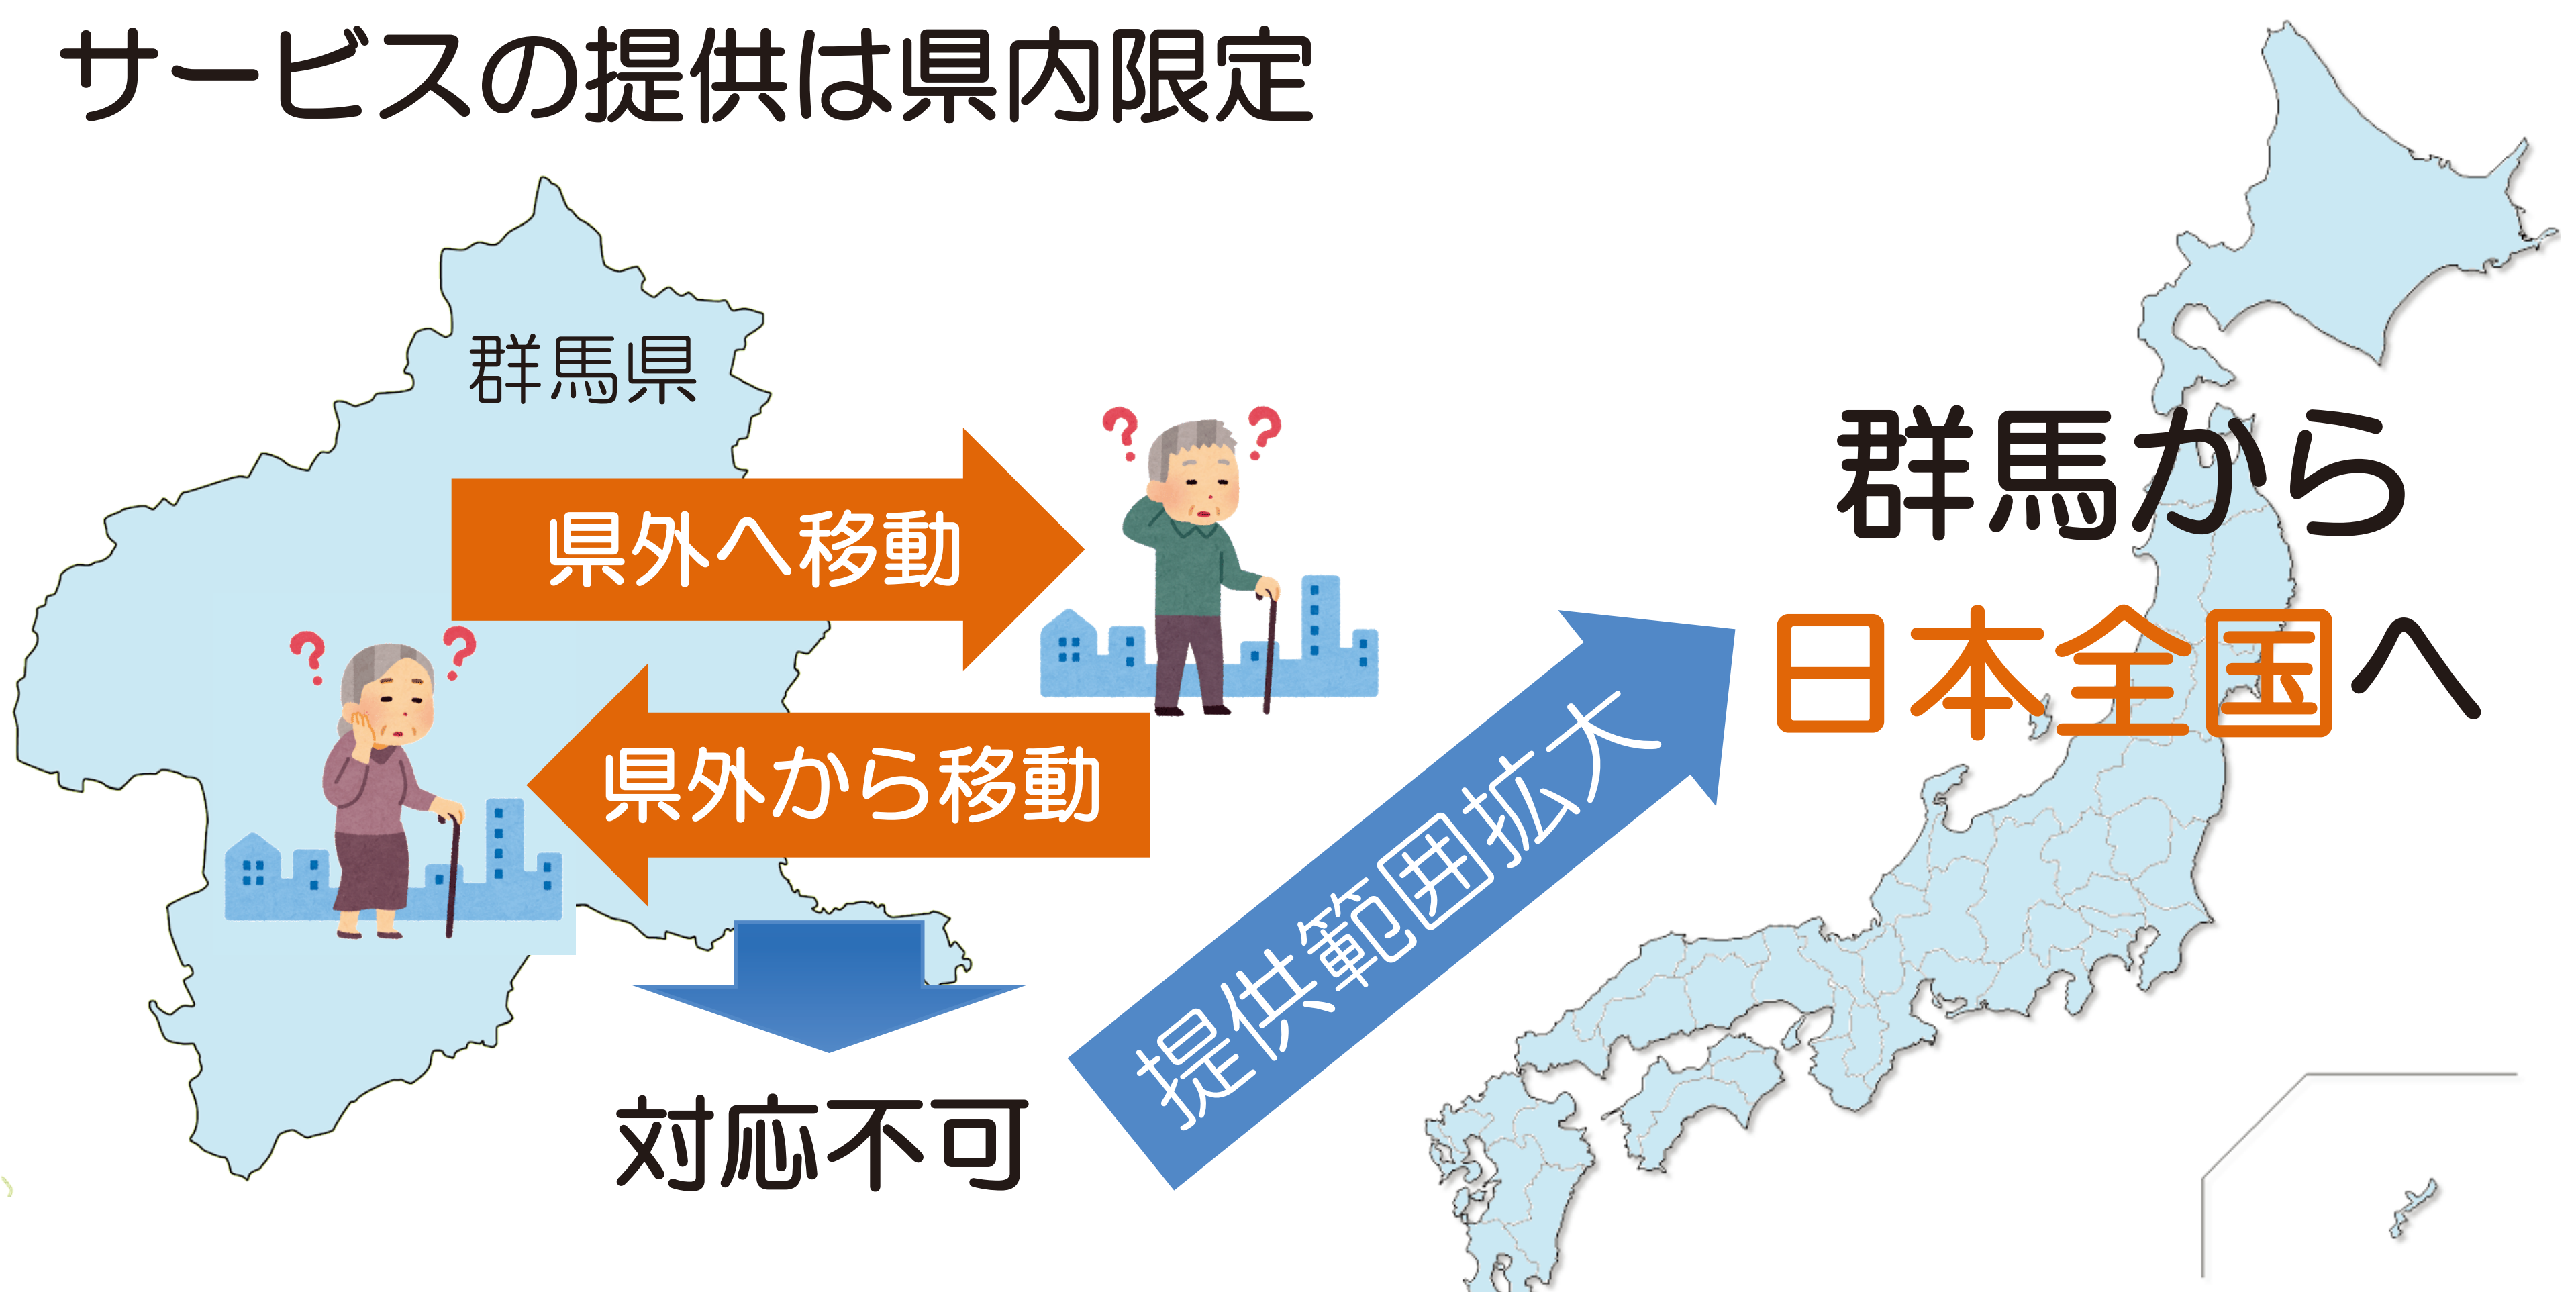 サービスの提供は県内限定
群馬県
県外へ移動
県外から移動
対応不可
提供範囲拡大
群馬から
日本全国へ